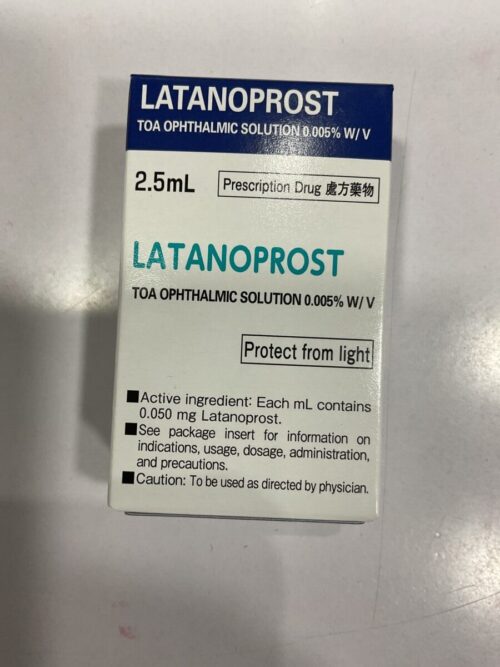 LATANOPROST
TOA OPHTHALMIC SOLUTION 0.005% W/V
2.5mL
Prescription Drug 處方藥物
LATANOPROST
TOA OPHTHALMIC SOLUTION 0.005% W/V
Protect from light
■Active ingredient: Each mL contains
0.050 mg Latanoprost.
■See package insert for information on
indications, usage, dosage, administration,
and precautions.
■Caution: To be used as directed by physician.